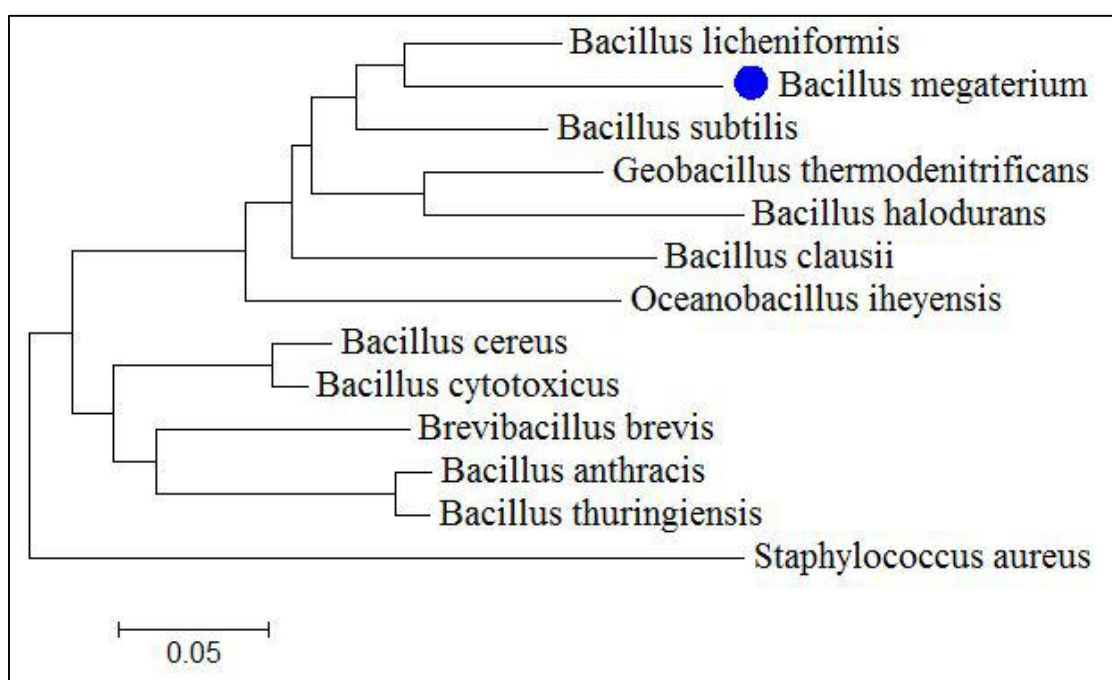 Bacillus licheniformis
Bacillus megaterium
Bacillus subtilis
Geobacillus thermodenitrificans
Bacillus halodurans
Bacillus clausii
Oceanobacillus iheyensis
Bacillus cereus
Bacillus cytotoxicus
Brevibacillus brevis
Bacillus anthracis
Bacillus thuringiensis
Staphylococcus aureus
0.05